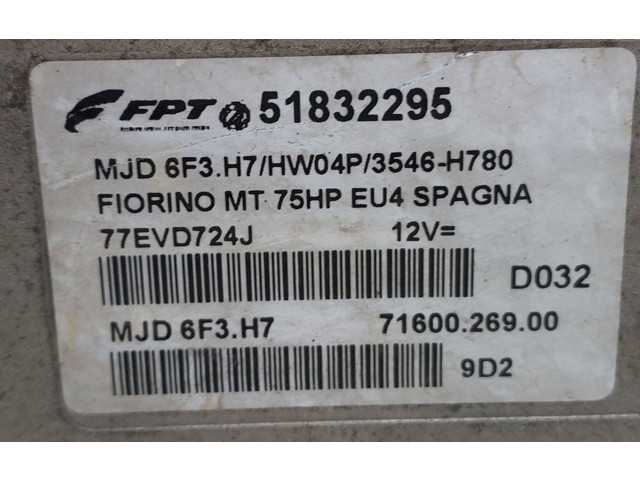 FPT 51832295
MJD 6F3.H7/HW04P/3546-H780
FIORINO MT 75HP EU4 SPAGNA
77EVD724J 12V=
D032
MJD 6F3.H7 71600.269.00
9D2